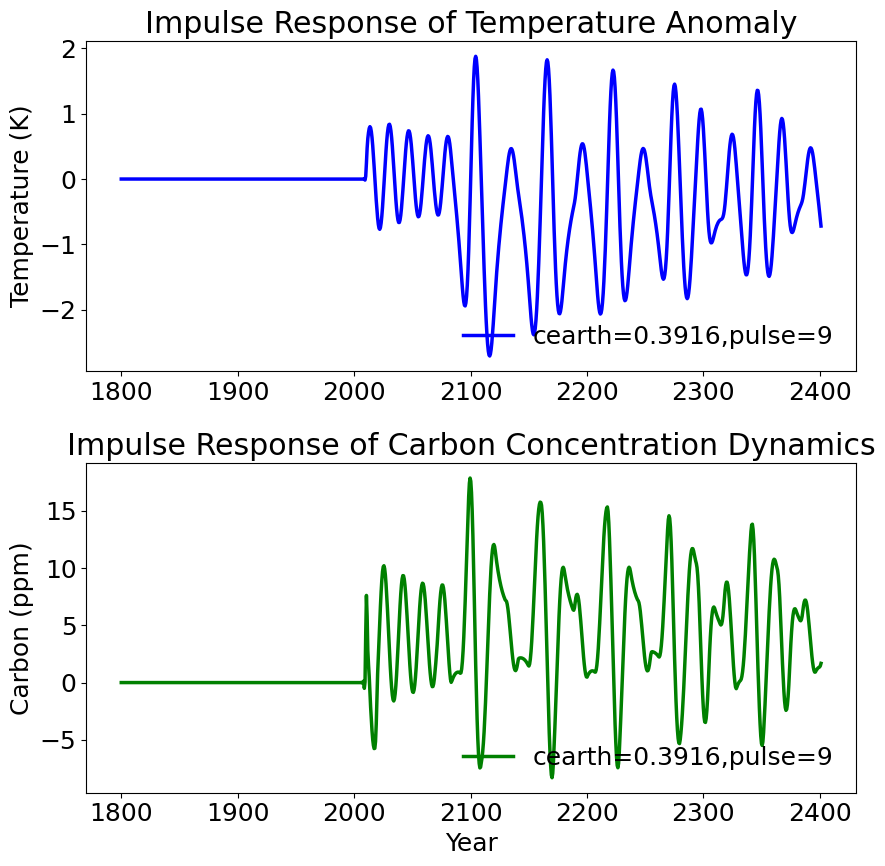 Impulse Response of Temperature Anomaly
Temperature (K)
2
1
0
−1
−2
cearth=0.3916,pulse=9
1800 1900 2000 2100 2200 2300 2400
Impulse Response of Carbon Concentration Dynamics
Carbon (ppm)
15
10
5
0
−5
cearth=0.3916,pulse=9
1800 1900 2000 2100 2200 2300 2400
Year